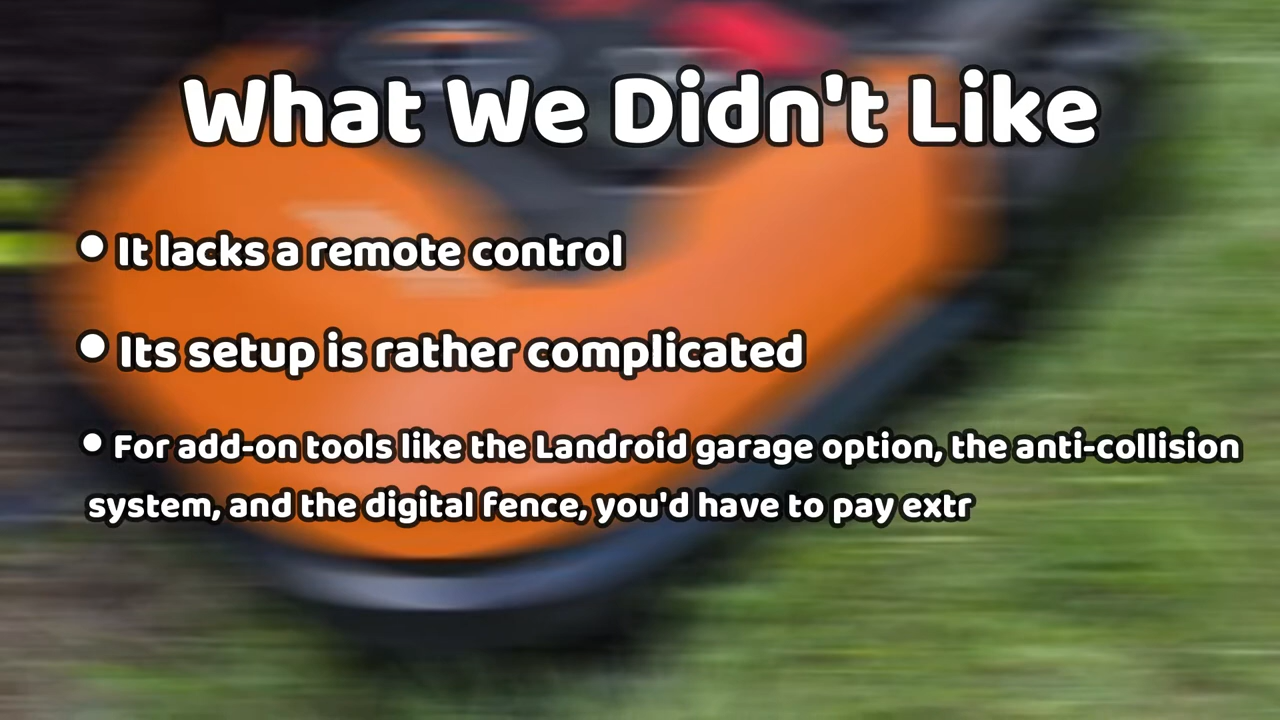 What We Didn't Like
• It lacks a remote control
• Its setup is rather complicated
• For add-on tools like the Landroid garage option, the anti-collision
system, and the digital fence, you'd have to pay extr